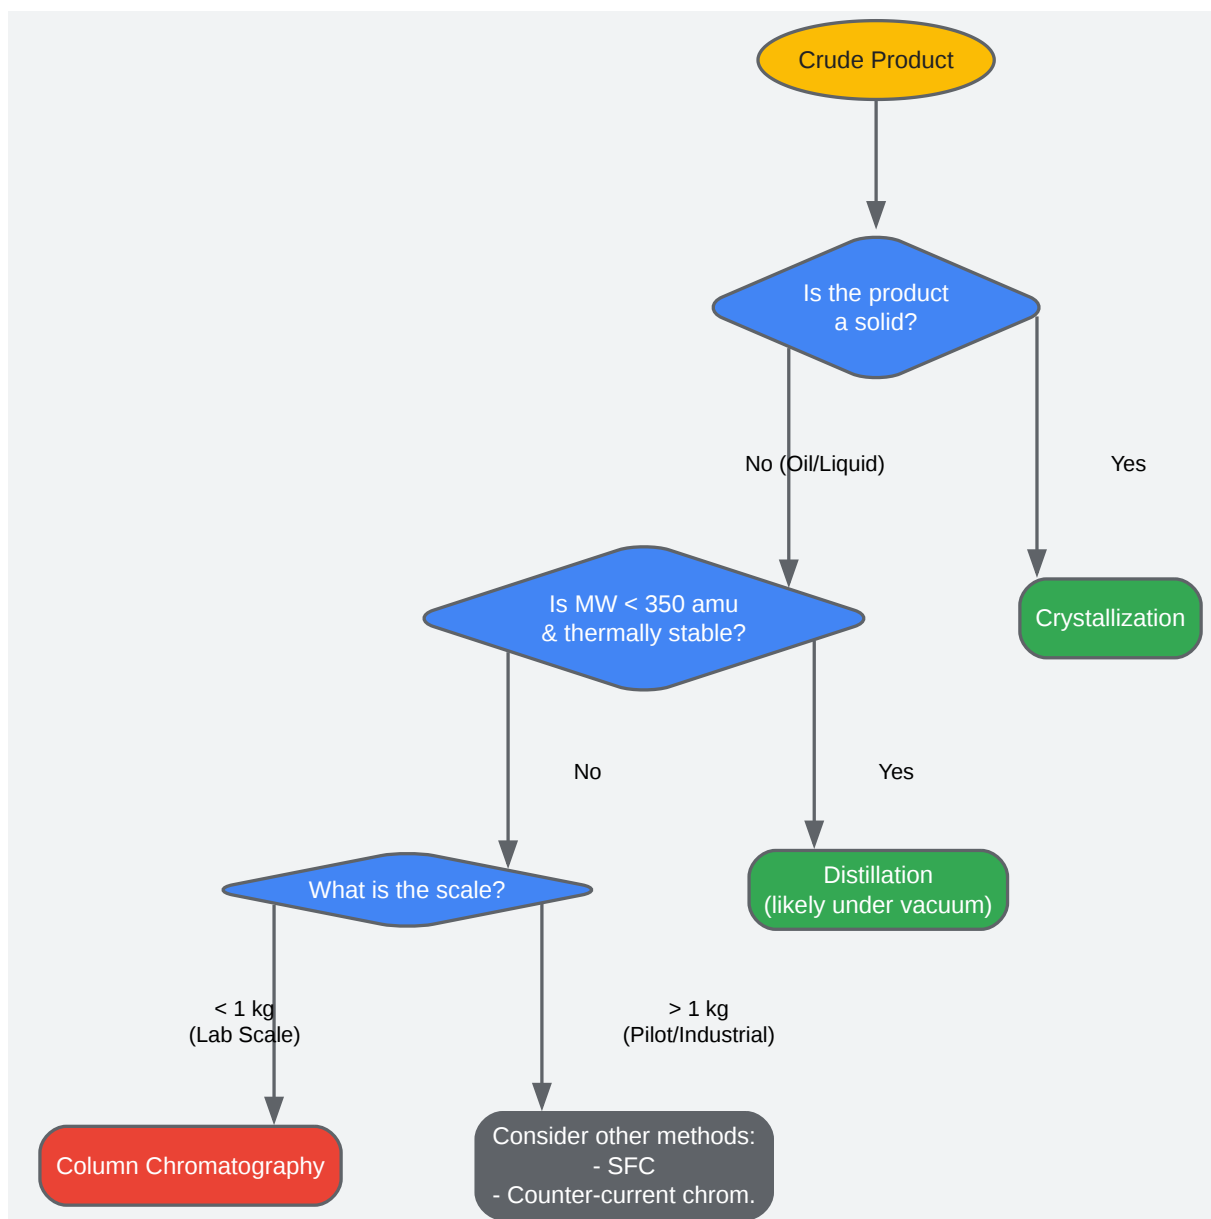 Crude Product
Is the product
a solid?
No (Oil/Liquid)
Yes
Is MW < 350 amu
& thermally stable?
Crystallization
No
Yes
What is the scale?
Distillation
(likely under vacuum)
< 1 kg
(Lab Scale)
> 1 kg
(Pilot/Industrial)
Column Chromatography
Consider other methods:
- SFC
- Counter-current chrom.